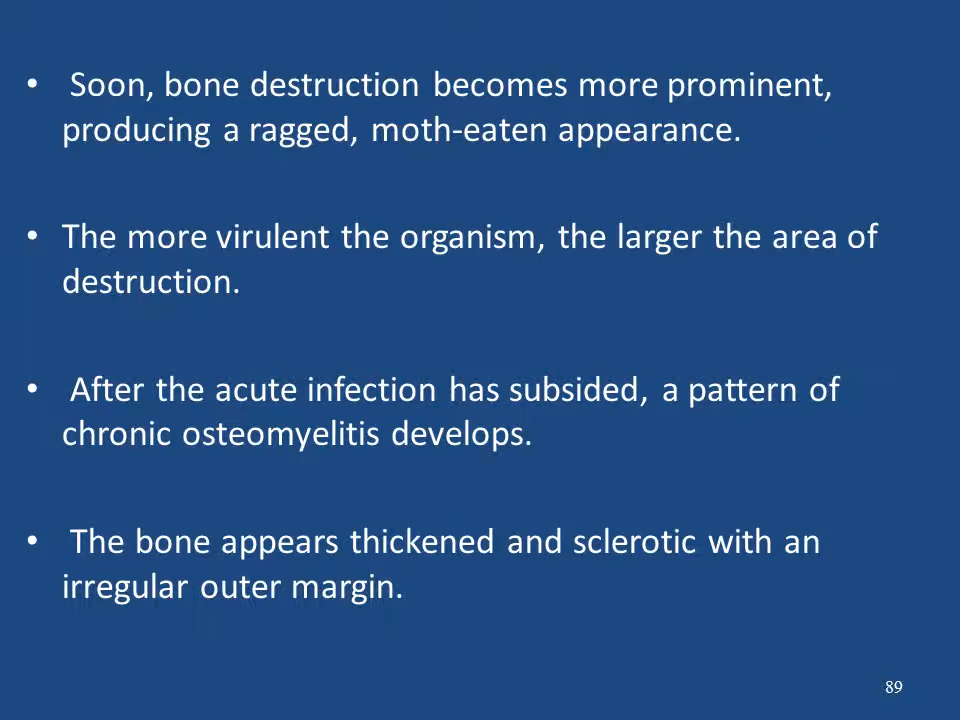 • Soon, bone destruction becomes more prominent,
producing a ragged, moth-eaten appearance.
• The more virulent the organism, the larger the area of
destruction.
• After the acute infection has subsided, a pattern of
chronic osteomyelitis develops.
• The bone appears thickened and sclerotic with an
irregular outer margin.
89